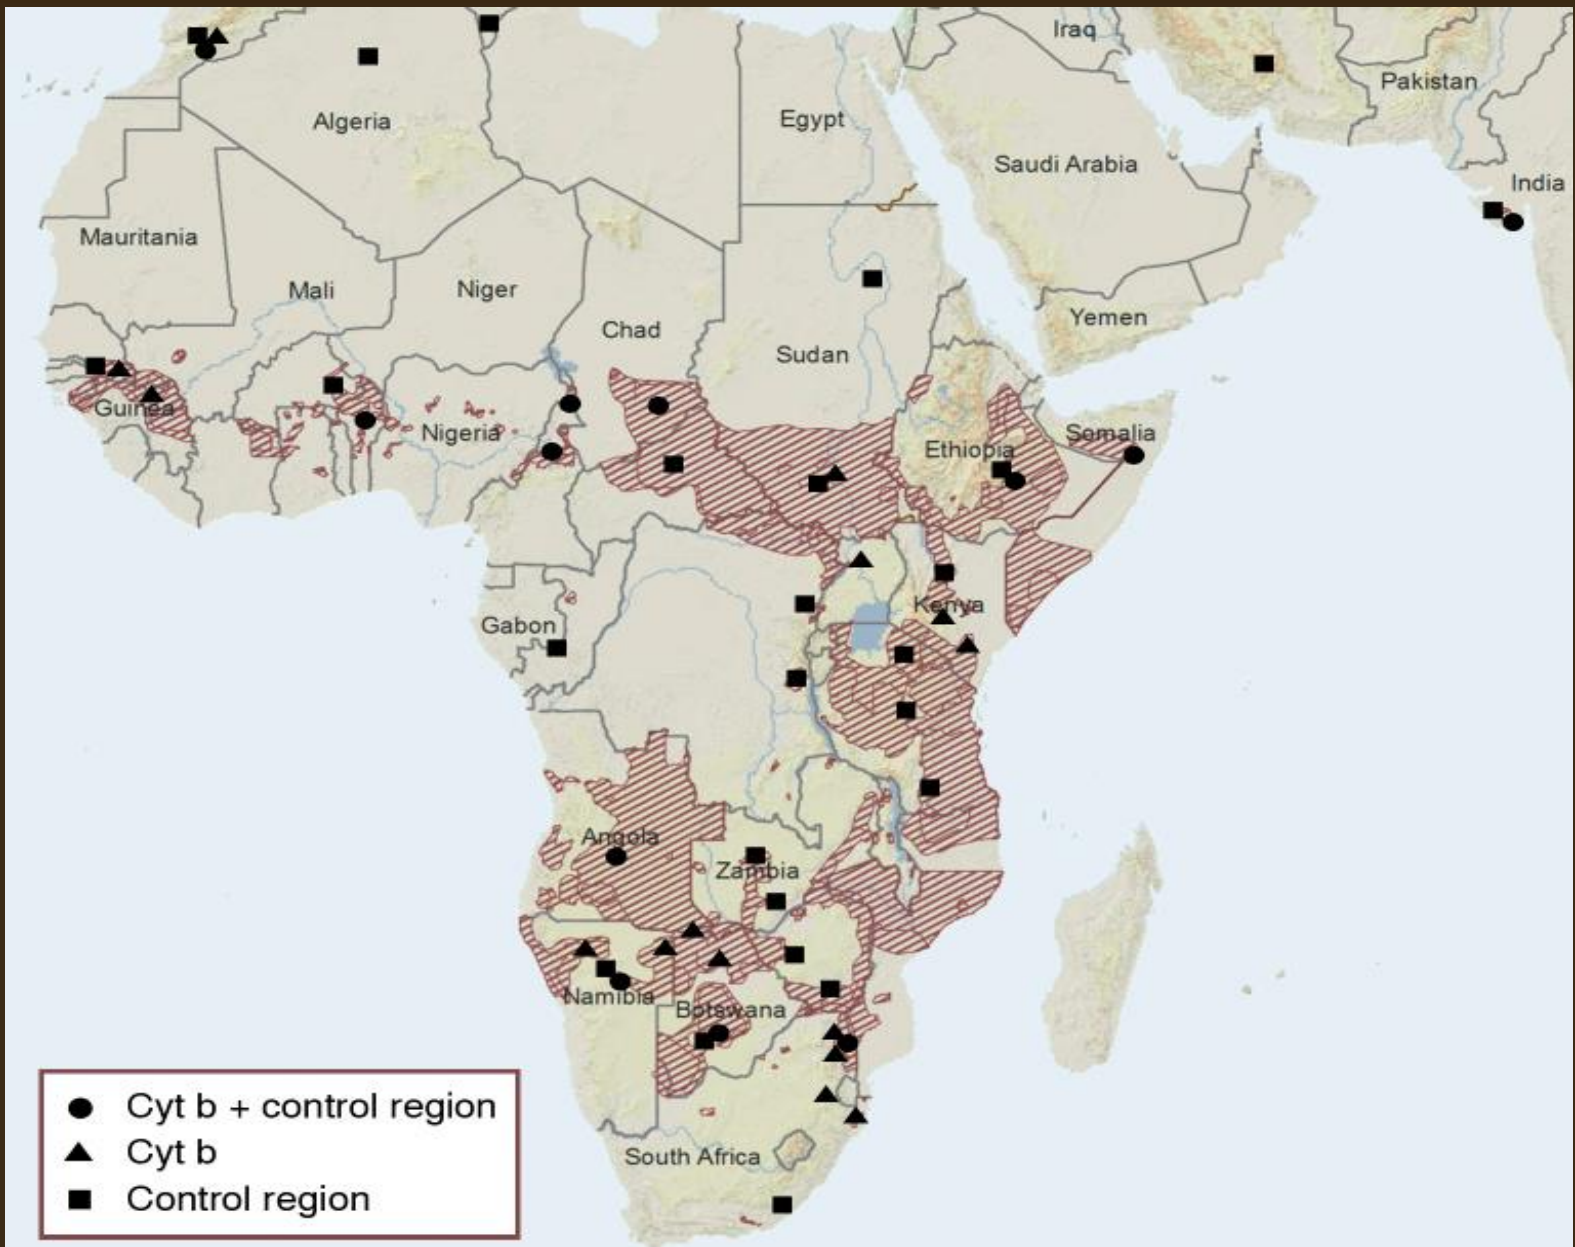 Iraq
Pakistan
Algeria
Egypt
Saudi Arabia
India
Mauritania
Mali
Niger
Chad
Yemen
Sudan
Guinea
Nigeria
Ethiopia
Somalia
Gabon
Kenya
Angola
Zambia
Namibia
Botswana
South Africa
Cyt b + control region
Cyt b
Control region